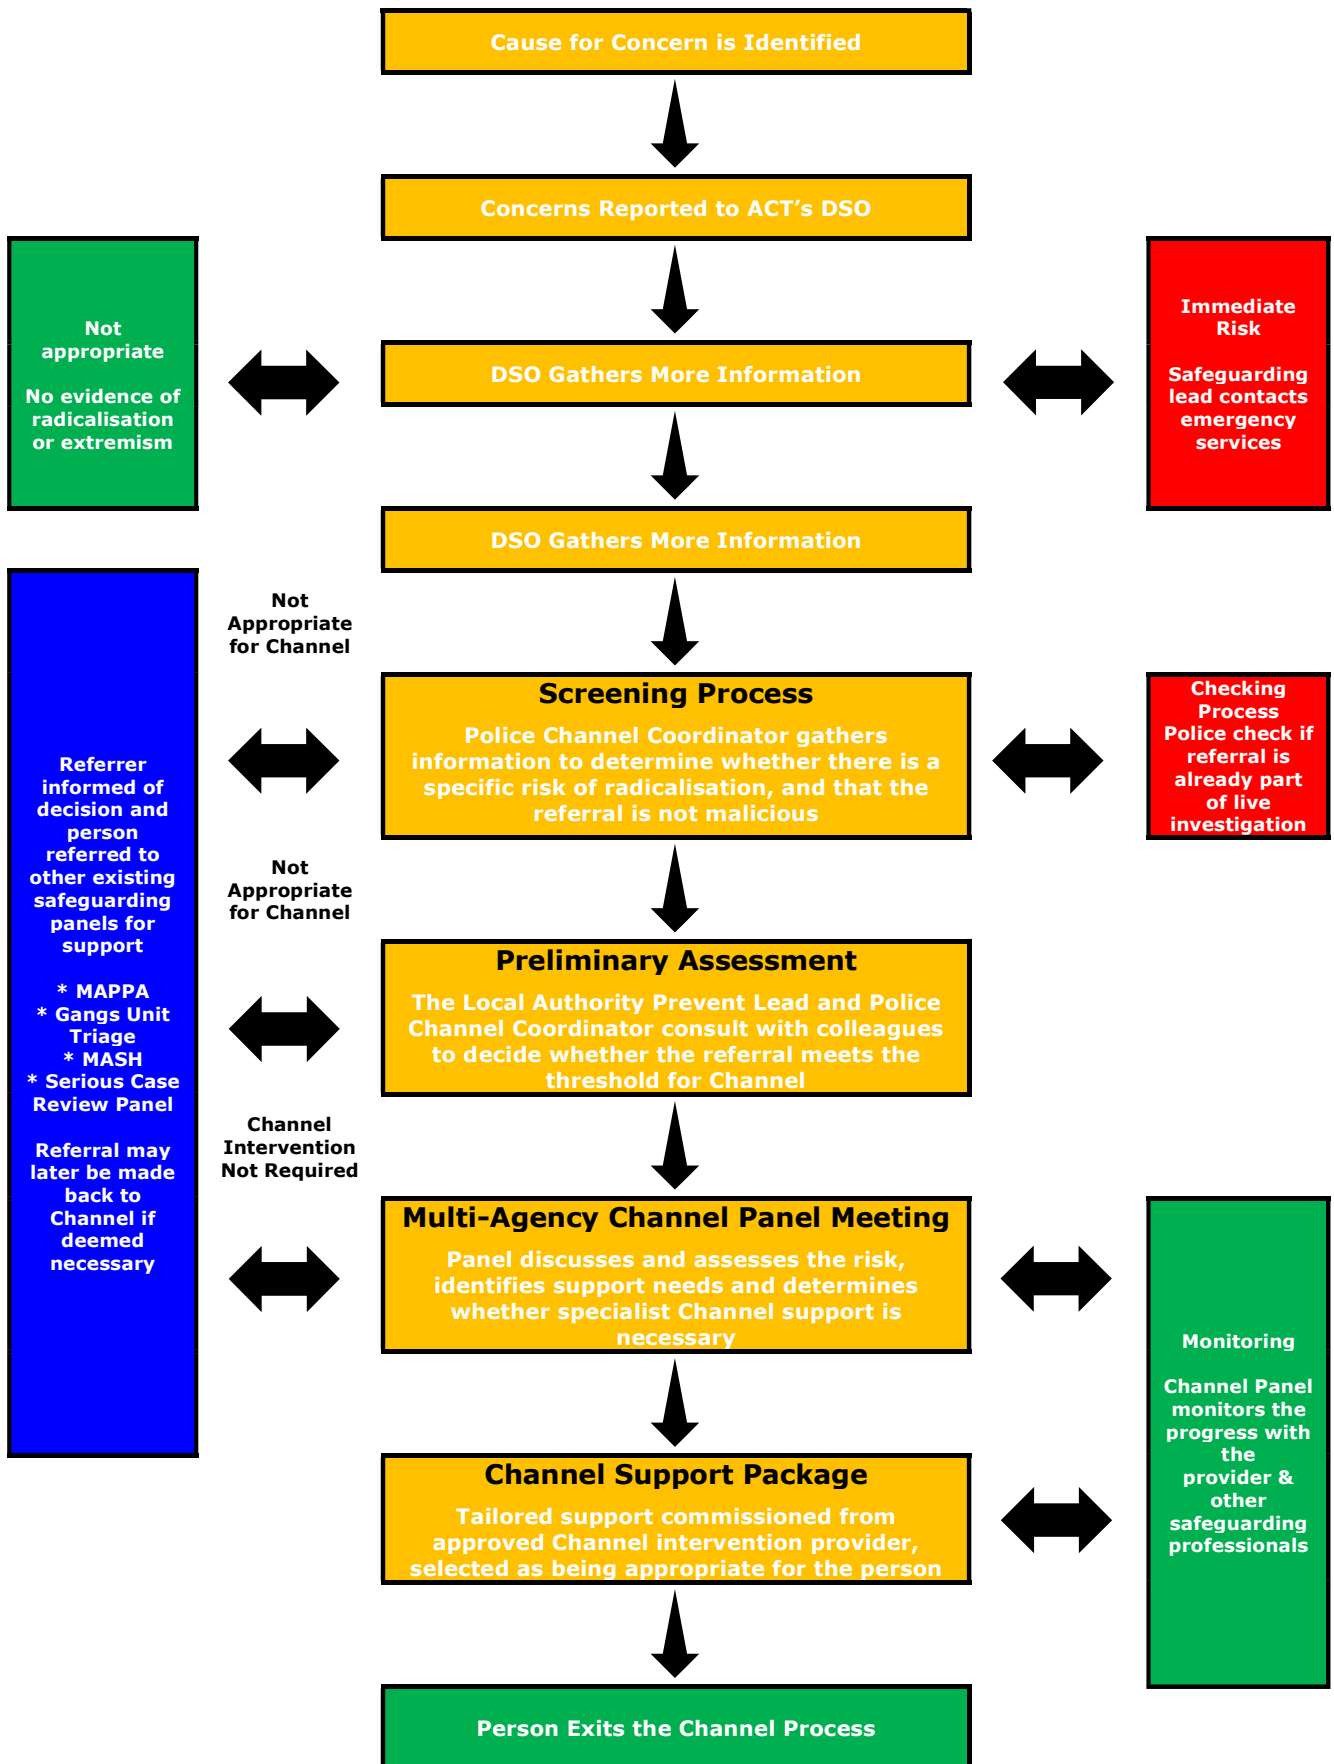 Cause for Concern is Identified
Concerns Reported to ACT's DSO
Not
appropriate
No evidence of
radicalisation
or extremism
DSO Gathers More Information
Immediate
Risk
Safeguarding
lead contacts
emergency
services
DSO Gathers More Information
Referrer
informed of
decision and
person
referred to
other existing
safeguarding
panels for
support
* MAPPA
* Gangs Unit
Triage
* MASH
* Serious Case
Review Panel
Referral may
later be made
back to
Channel if
deemed
necessary
Not
Appropriate
for Channel
Screening Process
Police Channel Coordinator gathers
information to determine whether there is a
specific risk of radicalisation, and that the
referral is not malicious
Checking
Process
Police check if
referral is
already part
of live
investigation
Not
Appropriate
for Channel
Preliminary Assessment
The Local Authority Prevent Lead and Police
Channel Coordinator consult with colleagues
to decide whether the referral meets the
threshold for Channel
Channel
Intervention
Not Required
Multi-Agency Channel Panel Meeting
Panel discusses and assesses the risk,
identifies support needs and determines
whether specialist Channel support is
necessary
Monitoring
Channel Panel
monitors the
progress with
the
provider &
other
safeguarding
professionals
Channel Support Package
Tailored support commissioned from
approved Channel intervention provider,
selected as being appropriate for the person
Person Exits the Channel Process